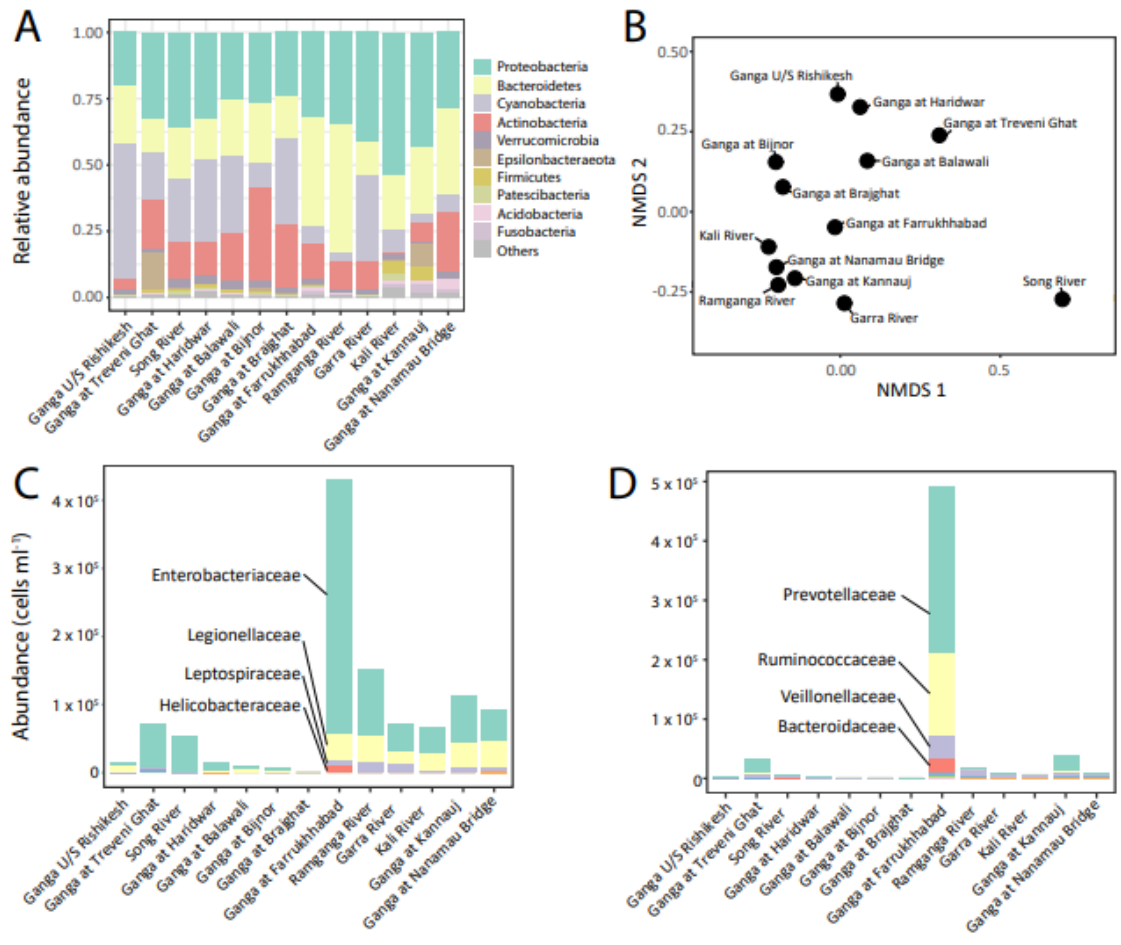 A
Relative abundance
1.00
0.75
0.50
0.25
0.00
Proteobacteria
Bacteroidetes
Cyanobacteria
Actinobacteria
Verrucomicrobia
Epsilonbacteraeota
Firmicutes
Patescibacteria
Acidobacteria
Fusobacteria
Others
Ganga U/S Rishikesh
Ganga at Treveni Ghat
Song River
Ganga at Haridwar
Ganga at Balawali
Ganga at Bijnor
Ganga at Brajghat
Ganga at Farrukhhabad
Ramganga River
Garra River
Kali River
Ganga at Kannauj
Ganga at Nanamau Bridge
B
NMDS 2
0.50
0.25
0.00
-0.25
Ganga U/S Rishikesh
Ganga at Haridwar
Ganga at Treveni Ghat
Ganga at Bijnor
Ganga at Balawali
Ganga at Brajghat
Ganga at Farrukhhabad
Kali River
Ganga at Nanamau Bridge
Ganga at Kannauj
Song River
Ramganga River
Garra River
0.00
0.5
NMDS 1
C
Abundance (cells ml⁻¹)
4 x 10⁵
3 x 10⁵
2 x 10⁵
1 x 10⁵
0
Enterobacteriaceae
Legionellaceae
Leptospiraceae
Helicobacteraceae
Ganga U/S Rishikesh
Ganga at Treveni Ghat
Song River
Ganga at Haridwar
Ganga at Balawali
Ganga at Bijnor
Ganga at Brajghat
Ganga at Farrukhhabad
Ramganga River
Garra River
Kali River
Ganga at Kannauj
Ganga at Nanamau Bridge
D
5 x 10⁵
4 x 10⁵
3 x 10⁵
2 x 10⁵
1 x 10⁵
0
Prevotellaceae
Ruminococcaceae
Veillonellaceae
Bacteroidaceae
Ganga U/S Rishikesh
Ganga at Treveni Ghat
Song River
Ganga at Haridwar
Ganga at Balawali
Ganga at Bijnor
Ganga at Brajghat
Ganga at Farrukhhabad
Ramganga River
Garra River
Kali River
Ganga at Kannauj
Ganga at Nanamau Bridge